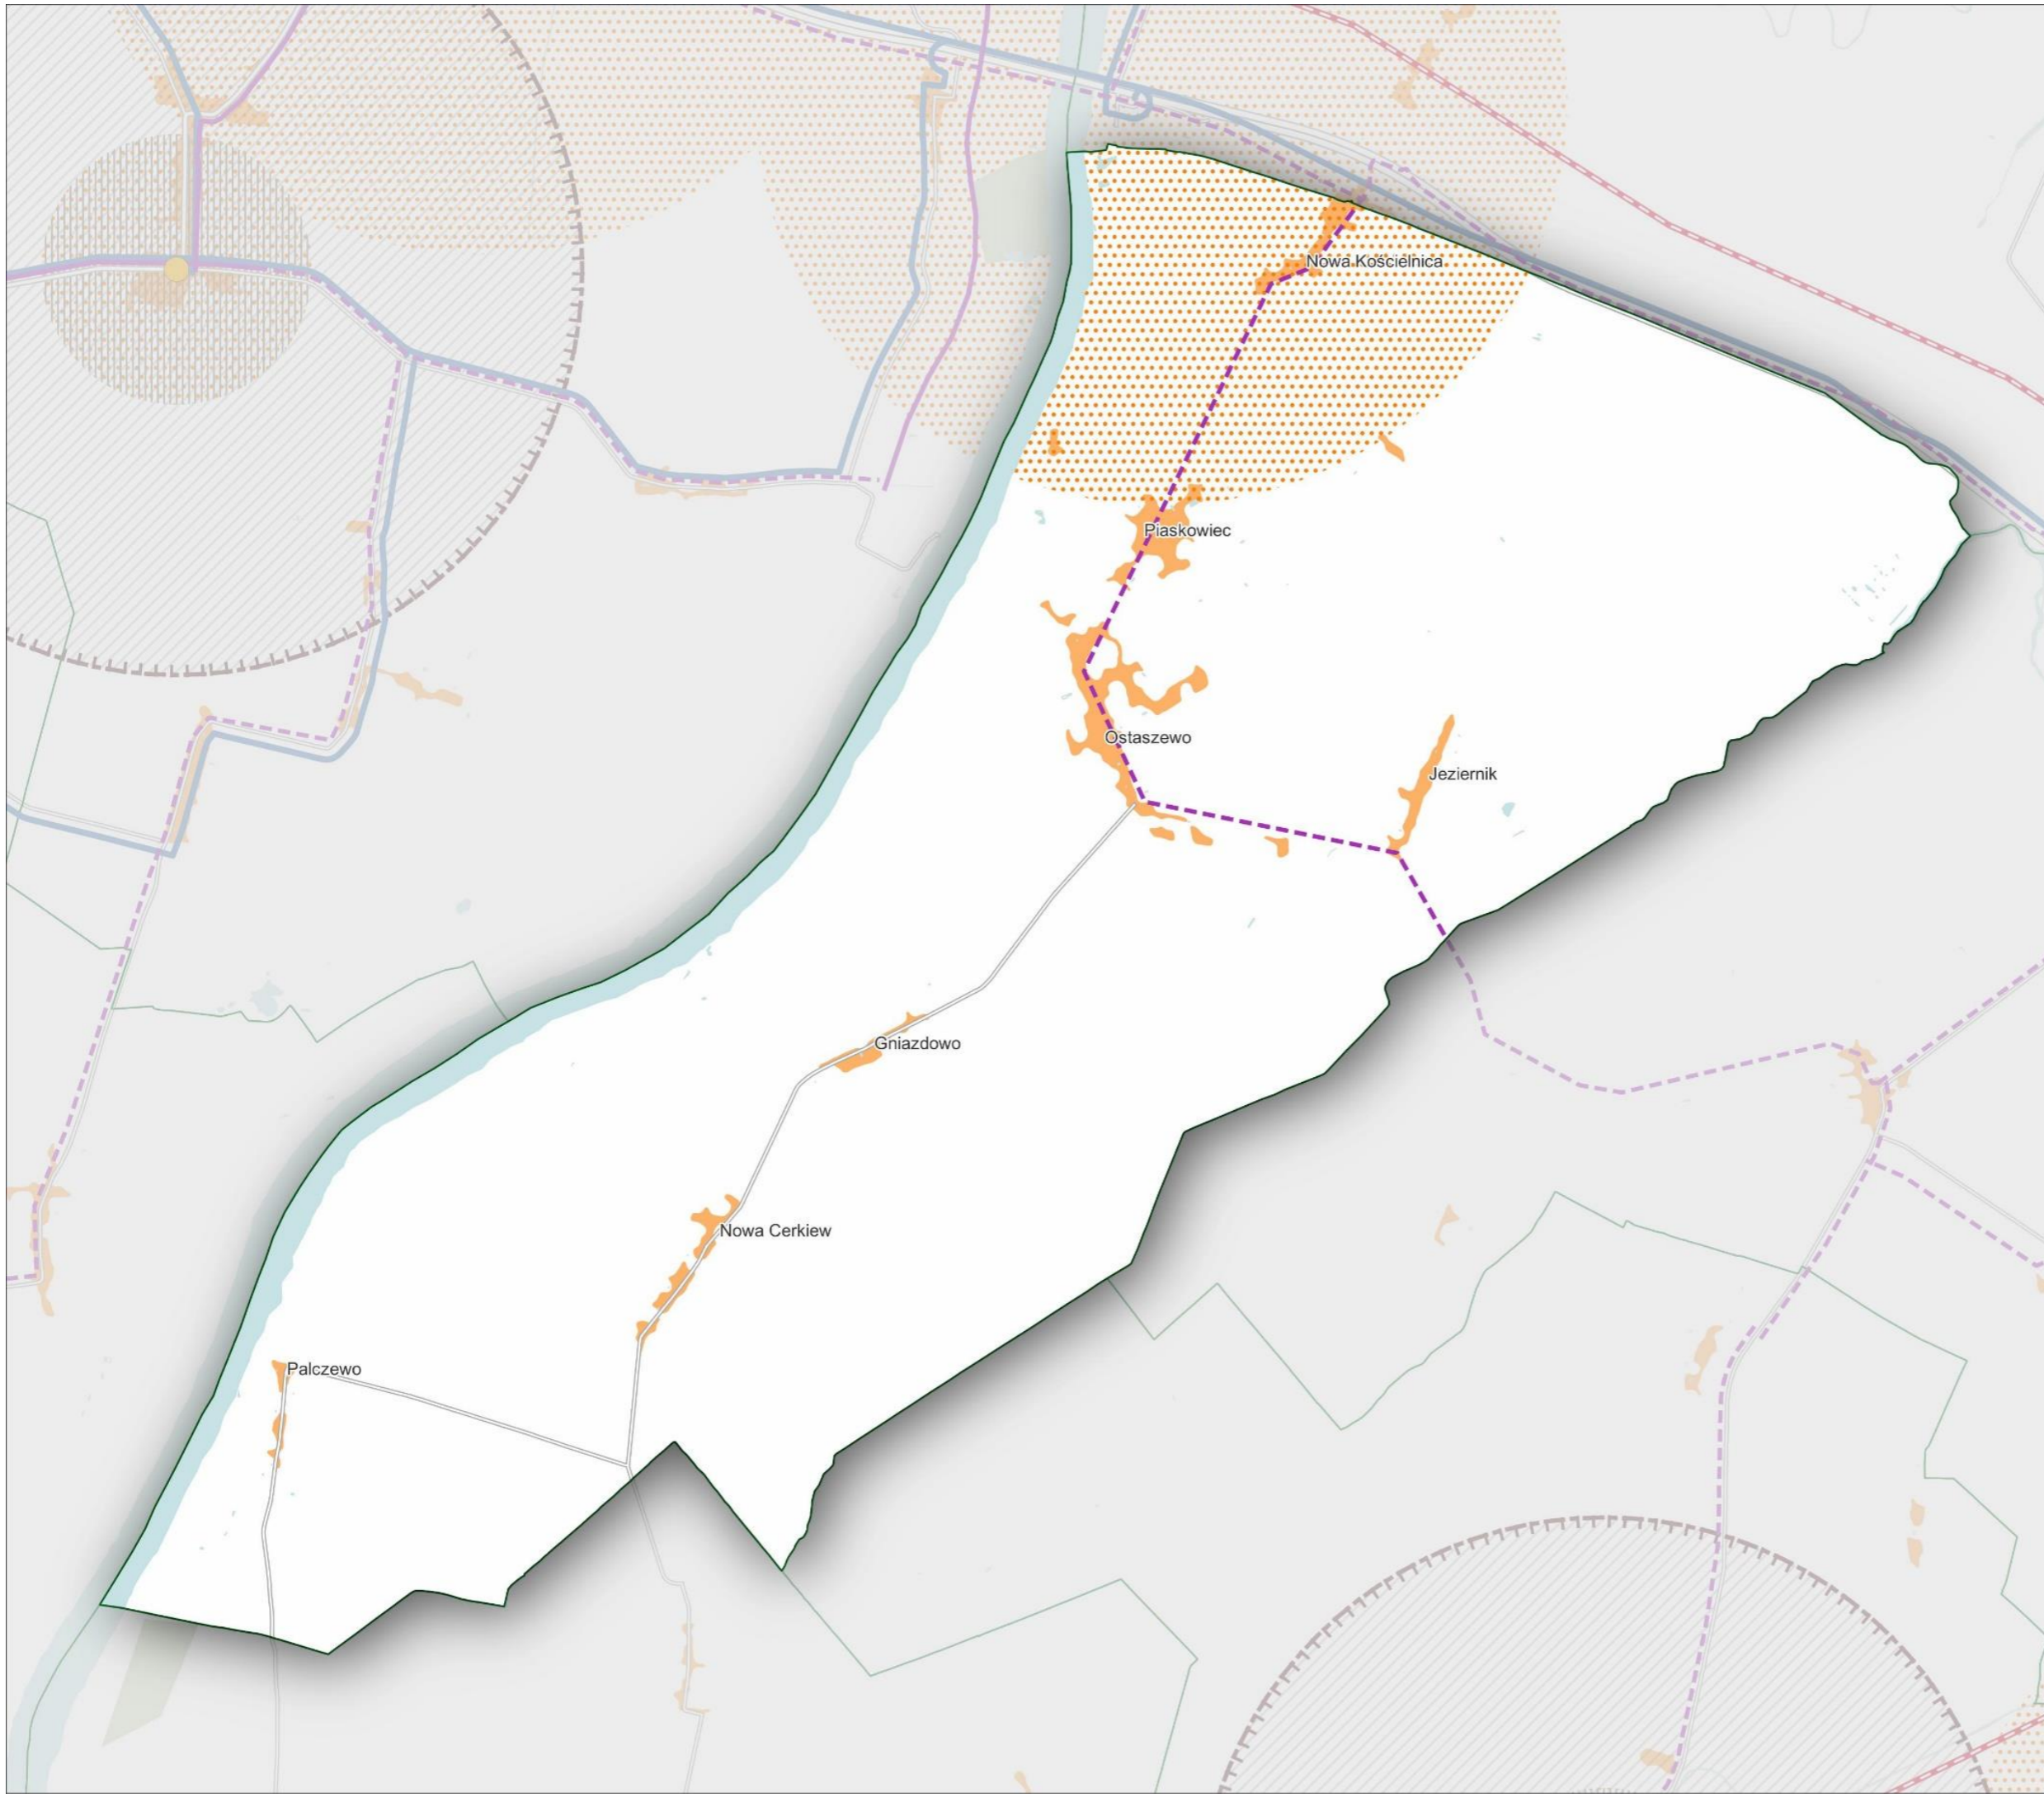 Nowa Kościelnica
Piaskowiec
Ostaszewo
Jeziernik
Gniazdowo
Nowa Cerkiew
Palczewo